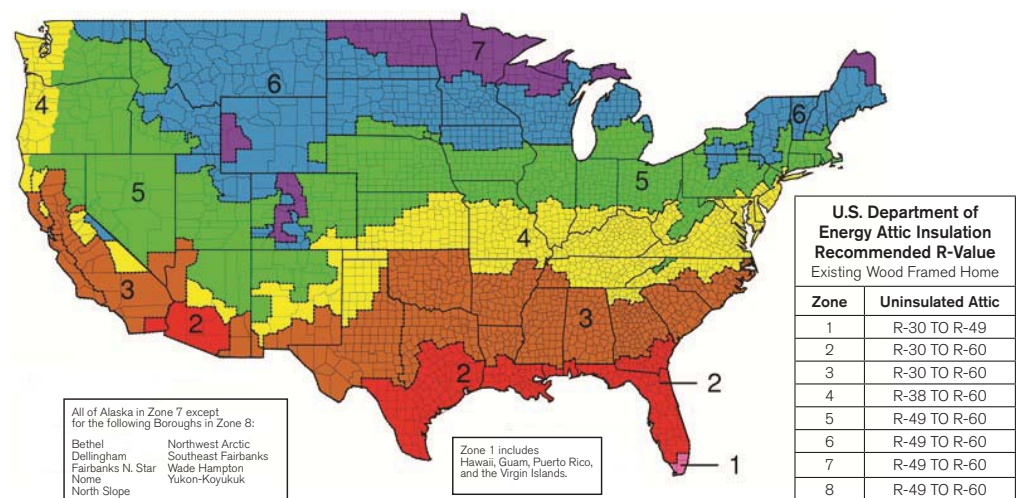 7
6
4
6
5
5
4
3
3
2
2
2
1
All of Alaska in Zone 7 except
for the following Boroughs in Zone 8:
Bethel
Dellingham
Fairbanks N. Star
Nome
North Slope
Northwest Arctic
Southeast Fairbanks
Wade Hampton
Yukon-Koyukuk
Zone 1 includes
Hawaii, Guam, Puerto Rico,
and the Virgin Islands.
U.S. Department of
Energy Attic Insulation
Recommended R-Value
Existing Wood Framed Home
Zone Uninsulated Attic
1 R-30 TO R-49
2 R-30 TO R-60
3 R-30 TO R-60
4 R-38 TO R-60
5 R-49 TO R-60
6 R-49 TO R-60
7 R-49 TO R-60
8 R-49 TO R-60